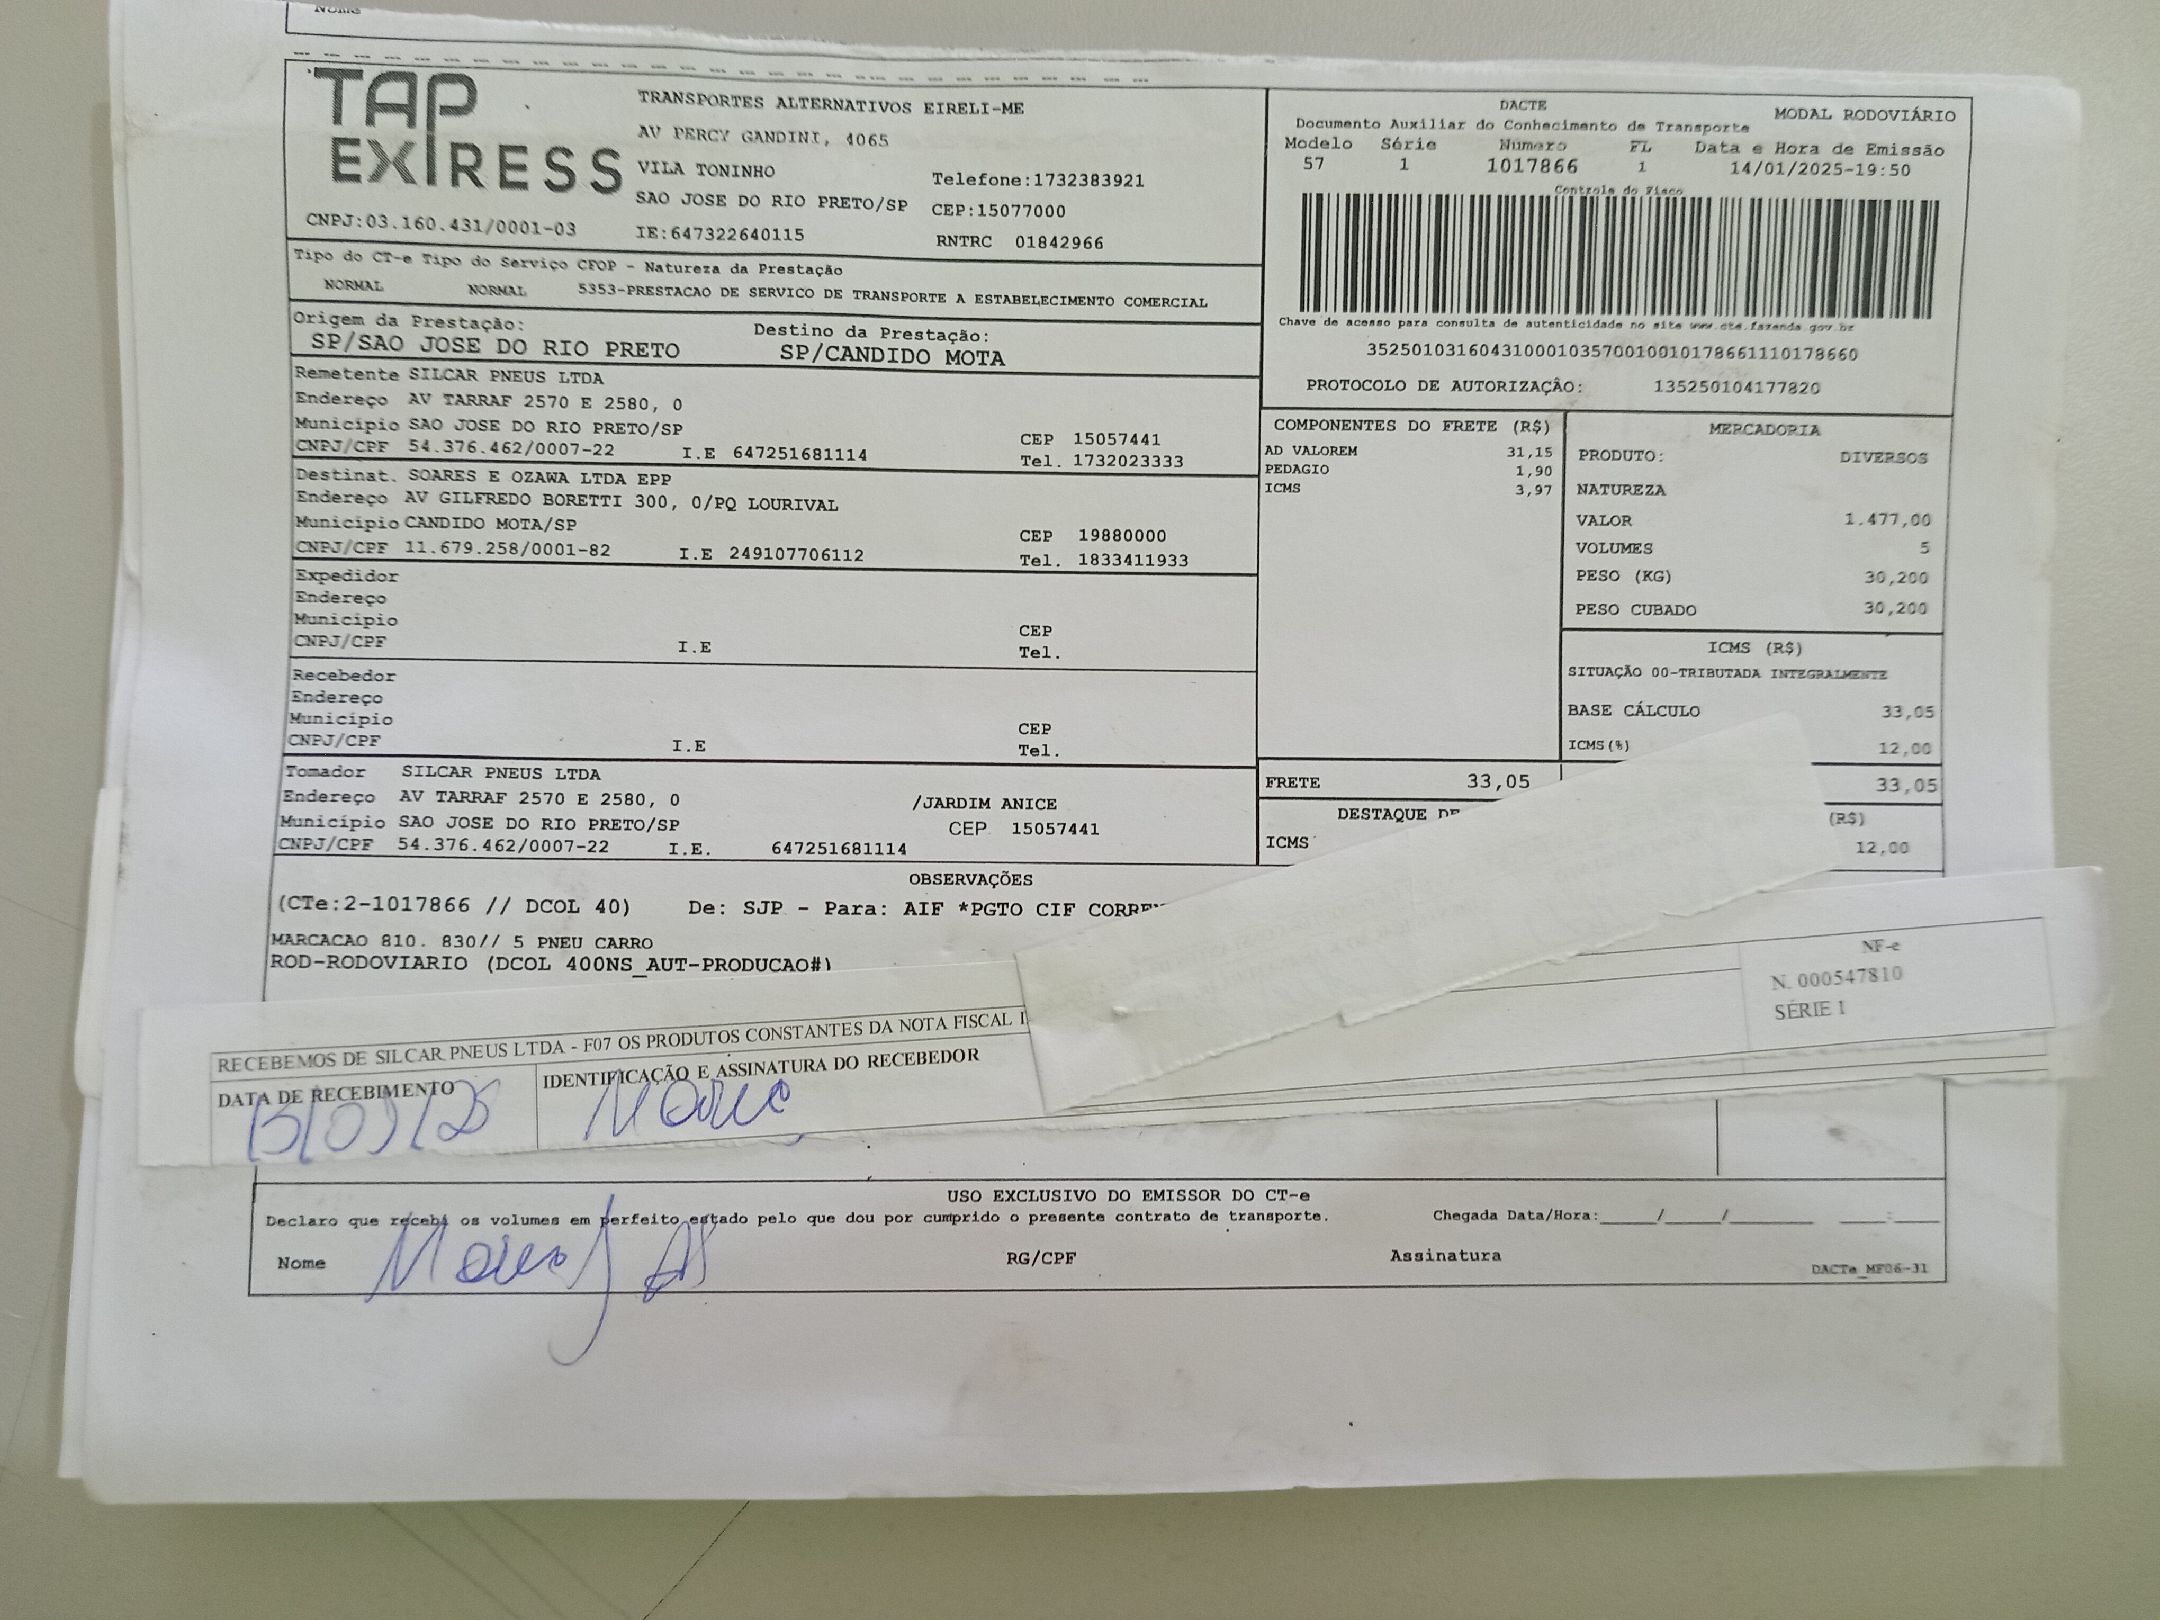 Nome
TAP
EXPRESS
TRANSPORTES ALTERNATIVOS EIRELI-ME
AV PERCY GANDINI, 4065
VILA TONINHO
Telefone:1732383921
SAO JOSE DO RIO PRETO/SP CEP:15077000
CNPJ:03.160.431/0001-03 IE:647322640115 RNTRC 01842966
DACTE MODAL RODOVIÁRIO
Documento Auxiliar do Conhecimento de Transporte
Modelo Série Número FL Data e Hora de Emissão
57 1 1017866 1 14/01/2025-19:50
Controle do Fisco
Chave de acesso para consulta de autenticidade no site www.cte.fazenda.gov.br
35250103160431000103570010010178661110178660
PROTOCOLO DE AUTORIZAÇÃO: 135250104177820
Tipo do CT-e Tipo do Serviço CFOP - Natureza da Prestação
NORMAL NORMAL 5353-PRESTACAO DE SERVICO DE TRANSPORTE A ESTABELECIMENTO COMERCIAL
Origem da Prestação: Destino da Prestação:
SP/SAO JOSE DO RIO PRETO SP/CANDIDO MOTA
Remetente SILCAR PNEUS LTDA
Endereço AV TARRAF 2570 E 2580, 0
Município SAO JOSE DO RIO PRETO/SP CEP 15057441
CNPJ/CPF 54.376.462/0007-22 I.E 647251681114 Tel. 1732023333
Destinat. SOARES E OZAWA LTDA EPP
Endereço AV GILFREDO BORETTI 300, 0/PQ LOURIVAL
Município CANDIDO MOTA/SP CEP 19880000
CNPJ/CPF 11.679.258/0001-82 I.E 249107706112 Tel. 1833411933
Expedidor
Endereço
Município CEP
CNPJ/CPF I.E Tel.
Recebedor
Endereço
Município CEP
CNPJ/CPF I.E Tel.
Tomador SILCAR PNEUS LTDA
Endereço AV TARRAF 2570 E 2580, 0 /JARDIM ANICE
Município SAO JOSE DO RIO PRETO/SP CEP 15057441
CNPJ/CPF 54.376.462/0007-22 I.E. 647251681114
COMPONENTES DO FRETE (R$)
AD VALOREM 31,15
PEDAGIO 1,90
ICMS 3,97
MERCADORIA
PRODUTO: DIVERSOS
NATUREZA
VALOR 1.477,00
VOLUMES 5
PESO (KG) 30,200
PESO CUBADO 30,200
ICMS (R$)
SITUAÇÃO 00-TRIBUTADA INTEGRALMENTE
BASE CÁLCULO 33,05
ICMS(%) 12,00
FRETE 33,05 33,05
DESTAQUE DE (R$)
ICMS 12,00
OBSERVAÇÕES
(CTe:2-1017866 // DCOL 40) De: SJP - Para: AIF *PGTO CIF
MARCACAO 810. 830// 5 PNEU CARRO
ROD-RODOVIARIO (DCOL 400NS_AUT-PRODUCAO#)
NF-e
N. 000547810
SÉRIE 1
RECEBEMOS DE SILCAR PNEUS LTDA - F07 OS PRODUTOS CONSTANTES DA NOTA FISCAL
DATA DE RECEBIMENTO IDENTIFICAÇÃO E ASSINATURA DO RECEBEDOR
USO EXCLUSIVO DO EMISSOR DO CT-e
Declaro que recebi os volumes em perfeito estado pelo que dou por cumprido o presente contrato de transporte. Chegada Data/Hora:_____/_____/_______ ____:____
Nome RG/CPF Assinatura
DACTe_MF06-31